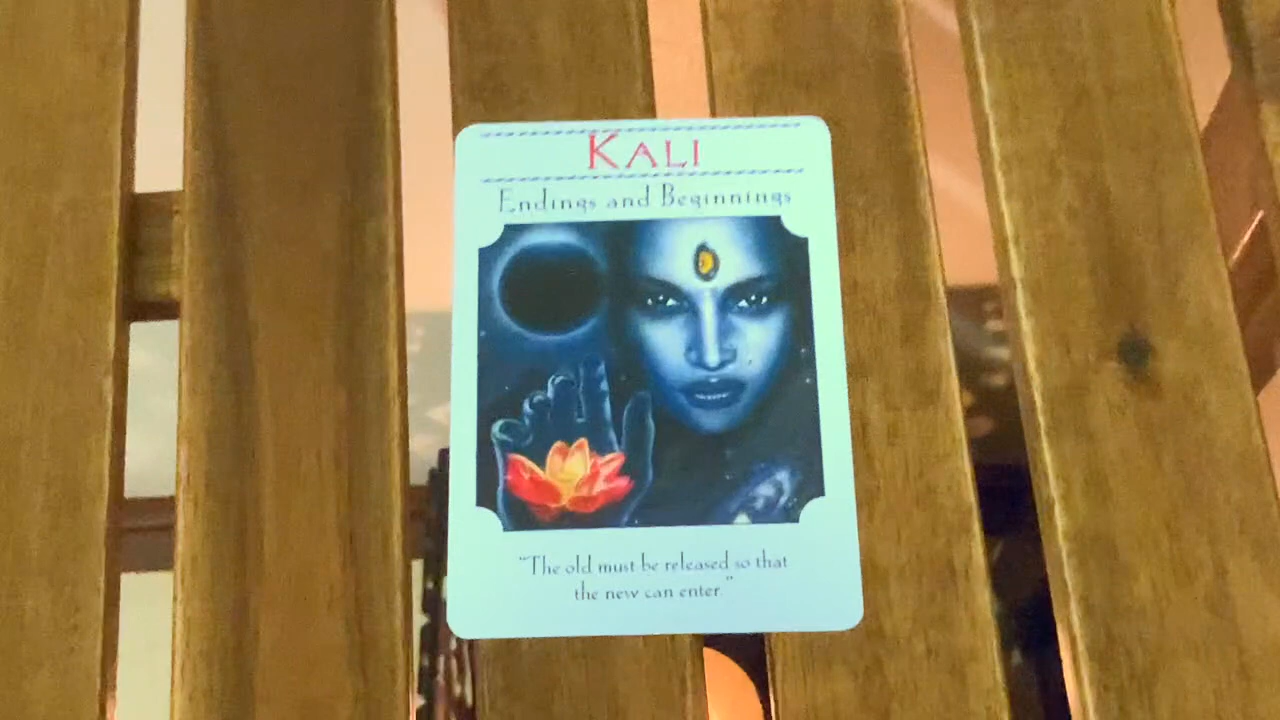 KALI
Endings and Beginnings
"The old must be released so that
the new can enter."